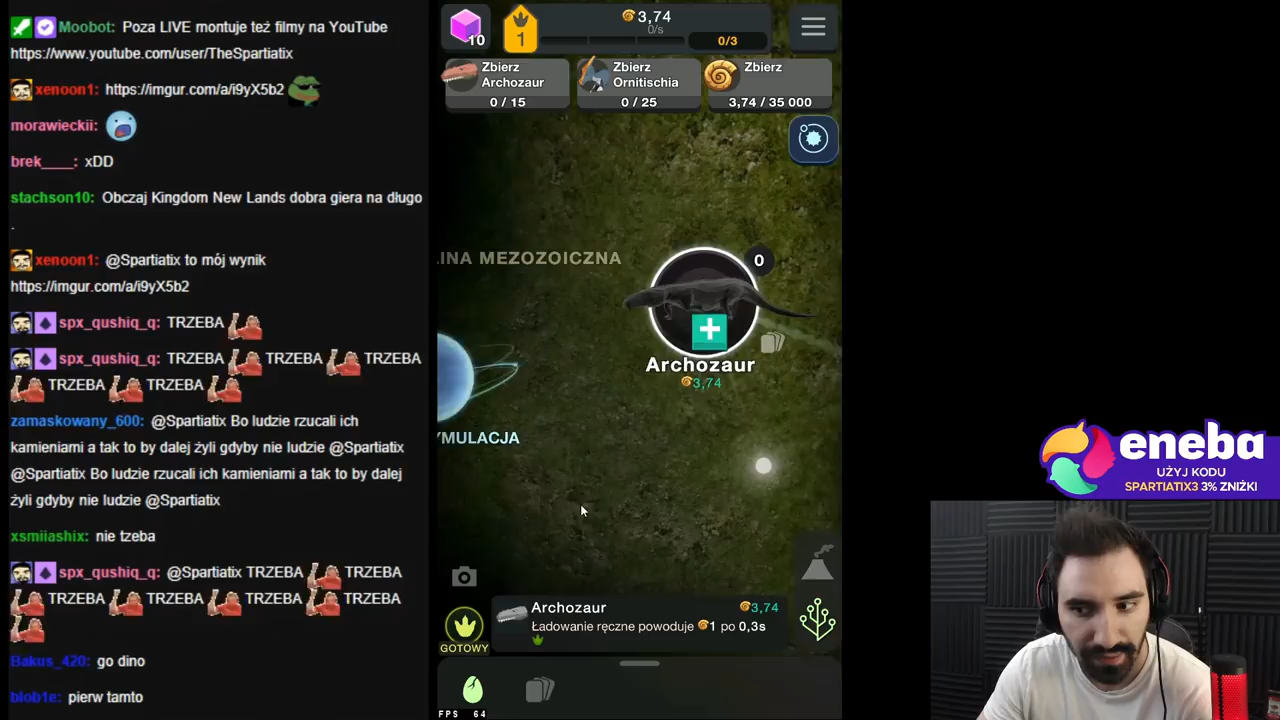 Moobot: Poza LIVE montuje też filmy na YouTube
https://www.youtube.com/user/TheSpartiatix
xenoon1: https://imgur.com/a/i9yX5b2
morawieckii:
brek____: xDD
stachson10: Obczaj Kingdom New Lands dobra giera na długo
.
xenoon1: @Spartiatix to mój wynik
https://imgur.com/a/i9yX5b2
spx_qushiq_q: TRZEBA
spx_qushiq_q: TRZEBA TRZEBA TRZEBA
TRZEBA TRZEBA
zamaskowany_600: @Spartiatix Bo ludzie rzucali ich
kamieniami a tak to by dalej żyli gdyby nie ludzie @Spartiatix
@Spartiatix Bo ludzie rzucali ich kamieniami a tak to by dalej
żyli gdyby nie ludzie @Spartiatix
xsmiiashix: nie tzeba
spx_qushiq_q: @Spartiatix TRZEBA TRZEBA
TRZEBA TRZEBA TRZEBA TRZEBA
Bakus_420: go dino
blob1e: pierw tamto
10
1
3,74
0/s
0/3
Zbierz
Archozaur
0 / 15
Zbierz
Ornitischia
0 / 25
Zbierz
3,74 / 35 000
LINA MEZOZOICZNA
0
Archozaur
3,74
YMULACJA
Archozaur
3,74
Ładowanie ręczne powoduje 1 po 0,3s
GOTOWY
FPS 64
eneba
UŻYJ KODU
SPARTIATIX3 3% ZNIŻKI